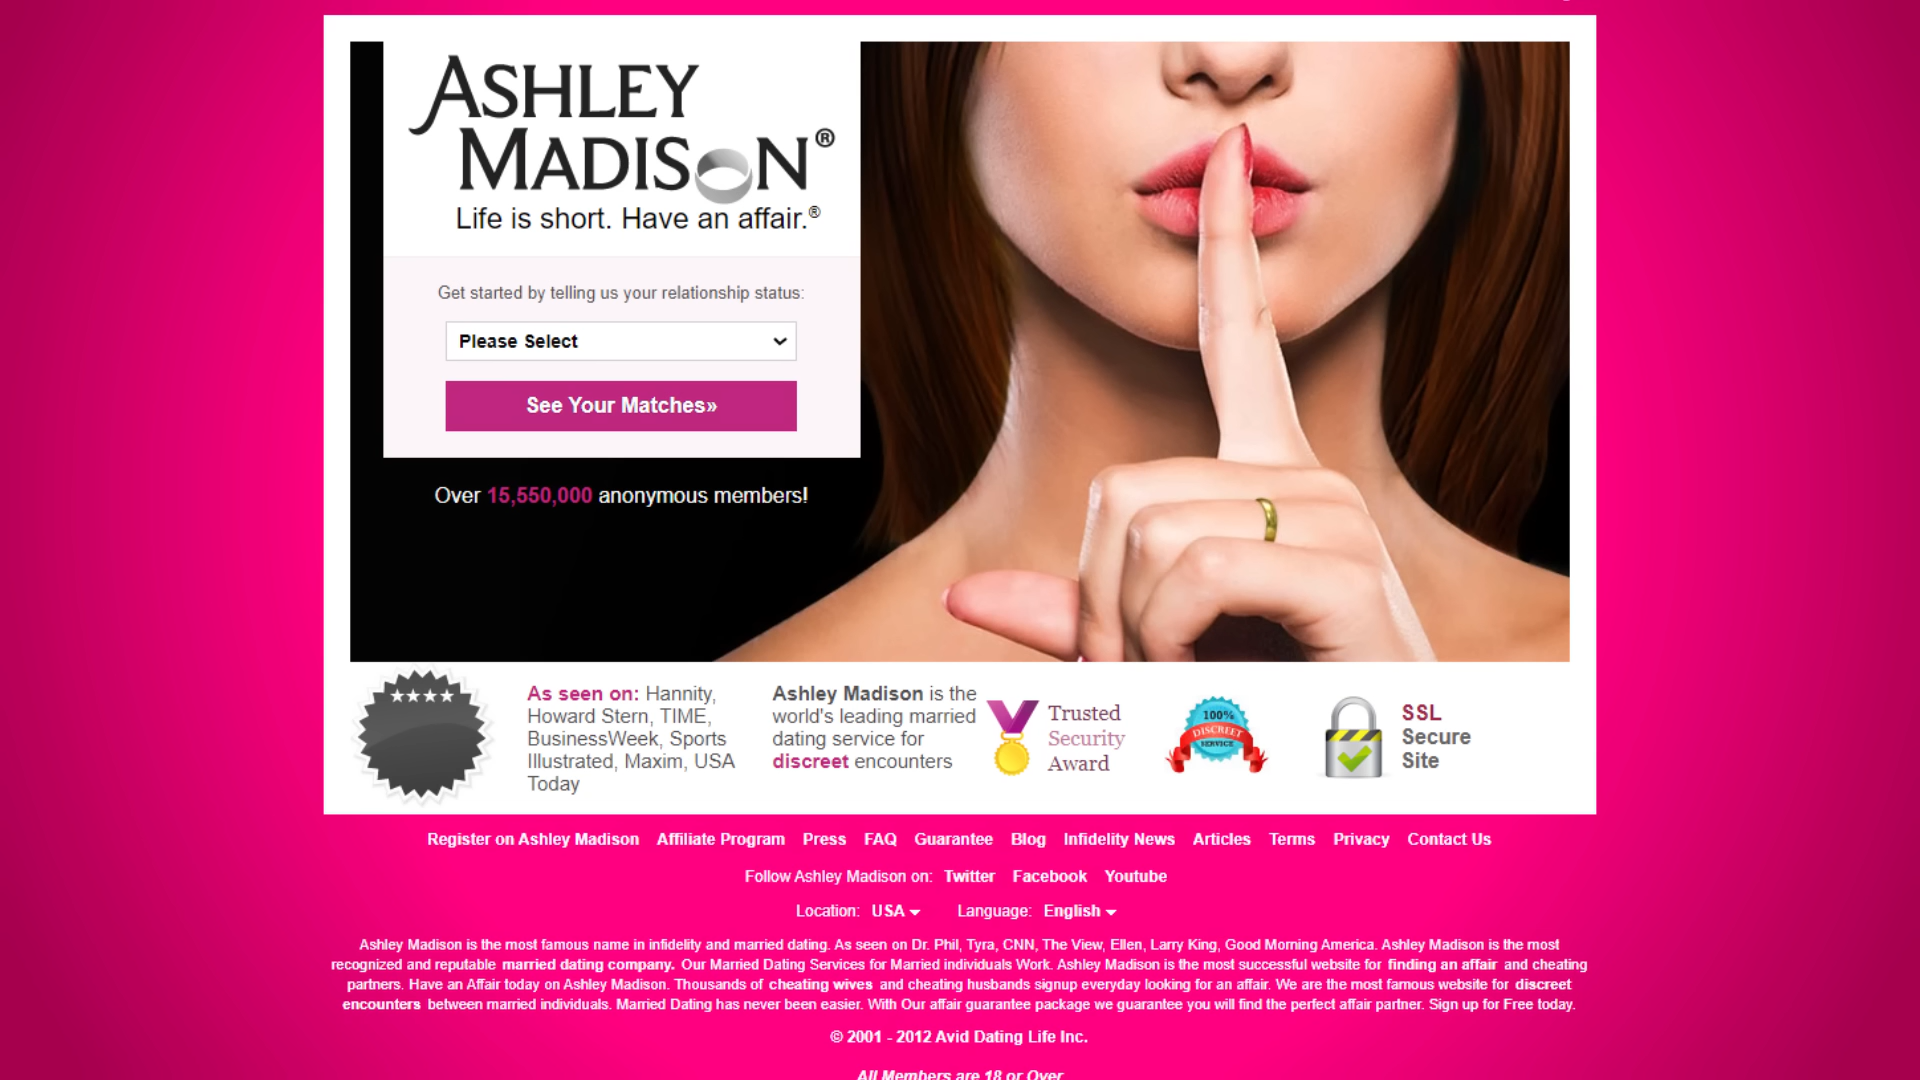 ASHLEY
MADISON®
Life is short. Have an affair.®
Get started by telling us your relationship status:
Please Select
See Your Matches»
Over 15,550,000 anonymous members!
As seen on: Hannity,
Howard Stern, TIME,
BusinessWeek, Sports
Illustrated, Maxim, USA
Today
Ashley Madison is the
world's leading married
dating service for
discreet encounters
Trusted
Security
Award
100%
DISCREET
SERVICE
SSL
Secure
Site
Register on Ashley Madison Affiliate Program Press FAQ Guarantee Blog Infidelity News Articles Terms Privacy Contact Us
Follow Ashley Madison on: Twitter Facebook Youtube
Location: USA Language: English
Ashley Madison is the most famous name in infidelity and married dating. As seen on Dr. Phil, Tyra, CNN, The View, Ellen, Larry King, Good Morning America. Ashley Madison is the most
recognized and reputable married dating company. Our Married Dating Services for Married individuals Work. Ashley Madison is the most successful website for finding an affair and cheating
partners. Have an Affair today on Ashley Madison. Thousands of cheating wives and cheating husbands signup everyday looking for an affair. We are the most famous website for discreet
encounters between married individuals. Married Dating has never been easier. With Our affair guarantee package we guarantee you will find the perfect affair partner. Sign up for Free today.
© 2001 - 2012 Avid Dating Life Inc.
All Members are 18 or Over